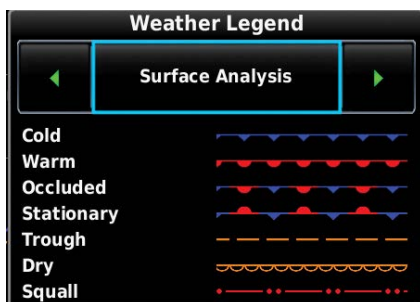 Weather Legend
Surface Analysis
Cold
Warm
Occluded
Stationary
Trough
Dry
Squall